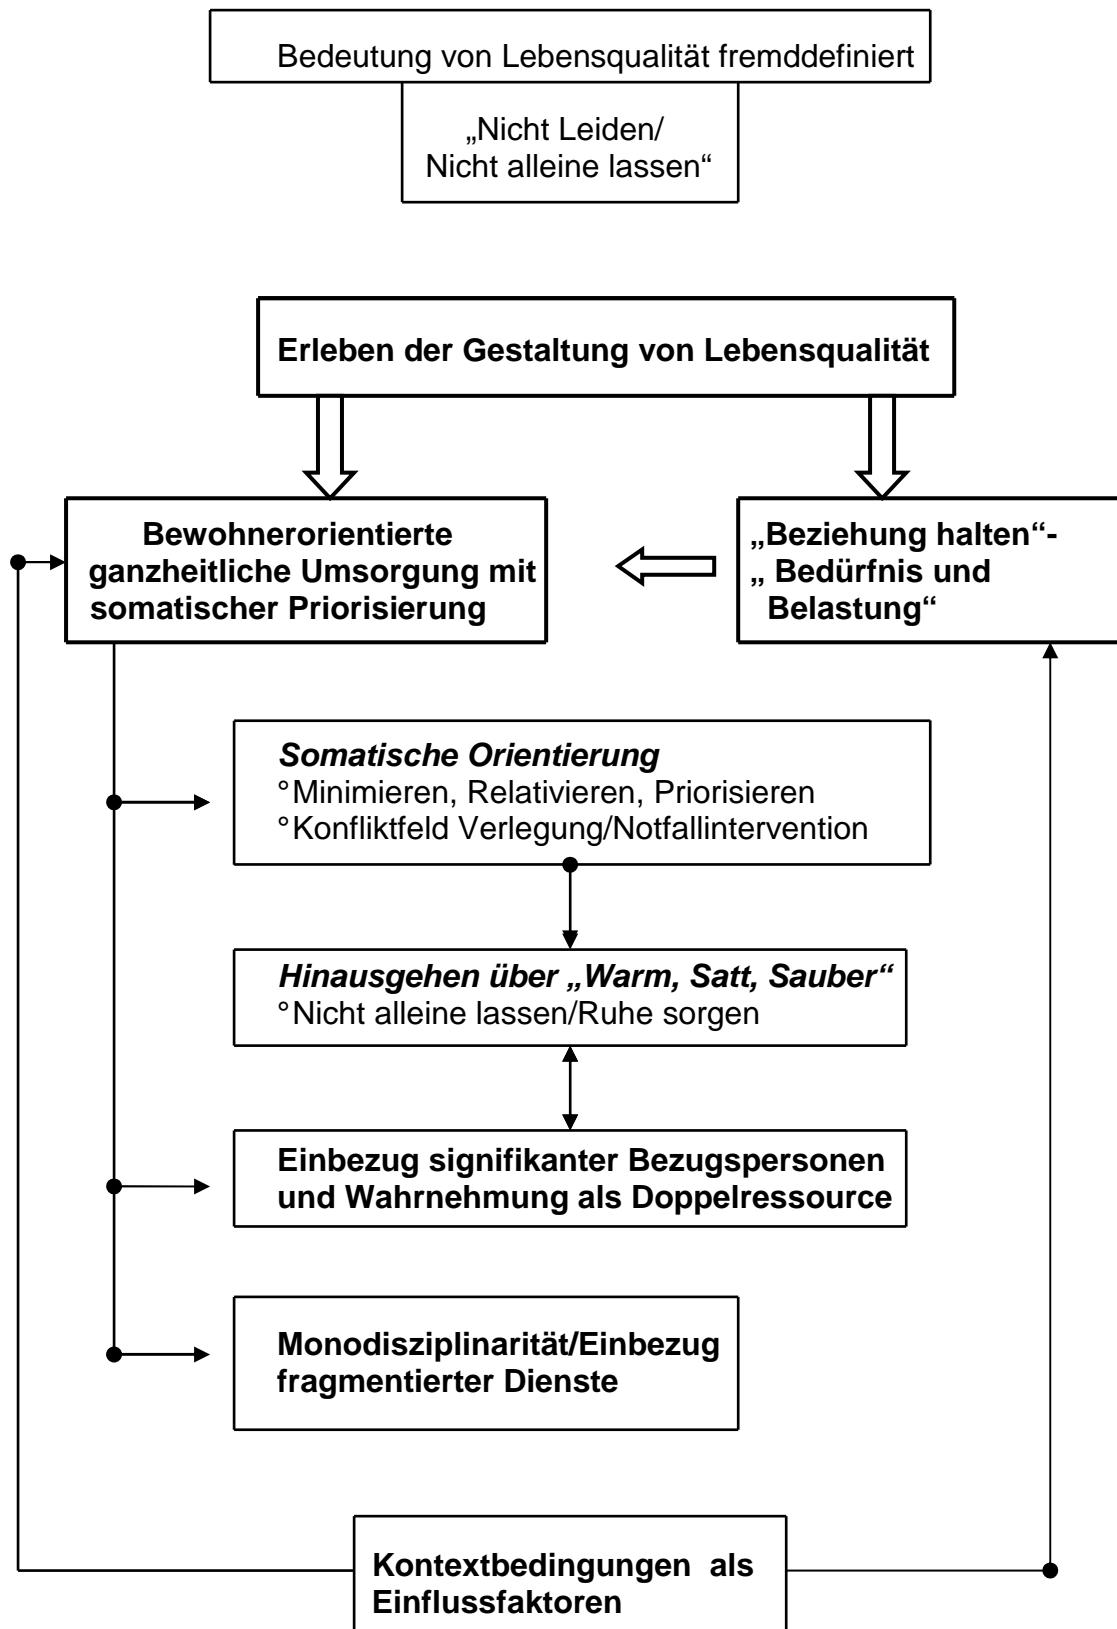 Bedeutung von Lebensqualität fremddefiniert
„Nicht Leiden/
Nicht alleine lassen“
Erleben der Gestaltung von Lebensqualität
Bewohnerorientierte
ganzheitliche Umsorgung mit
somatischer Priorisierung
„Beziehung halten“-
„ Bedürfnis und
Belastung“
Somatische Orientierung
°Minimieren, Relativieren, Priorisieren
°Konfliktfeld Verlegung/Notfallintervention
Hinausgehen über „Warm, Satt, Sauber“
°Nicht alleine lassen/Ruhe sorgen
Einbezug signifikanter Bezugspersonen
und Wahrnehmung als Doppelressource
Monodisziplinarität/Einbezug
fragmentierter Dienste
Kontextbedingungen als
Einflussfaktoren